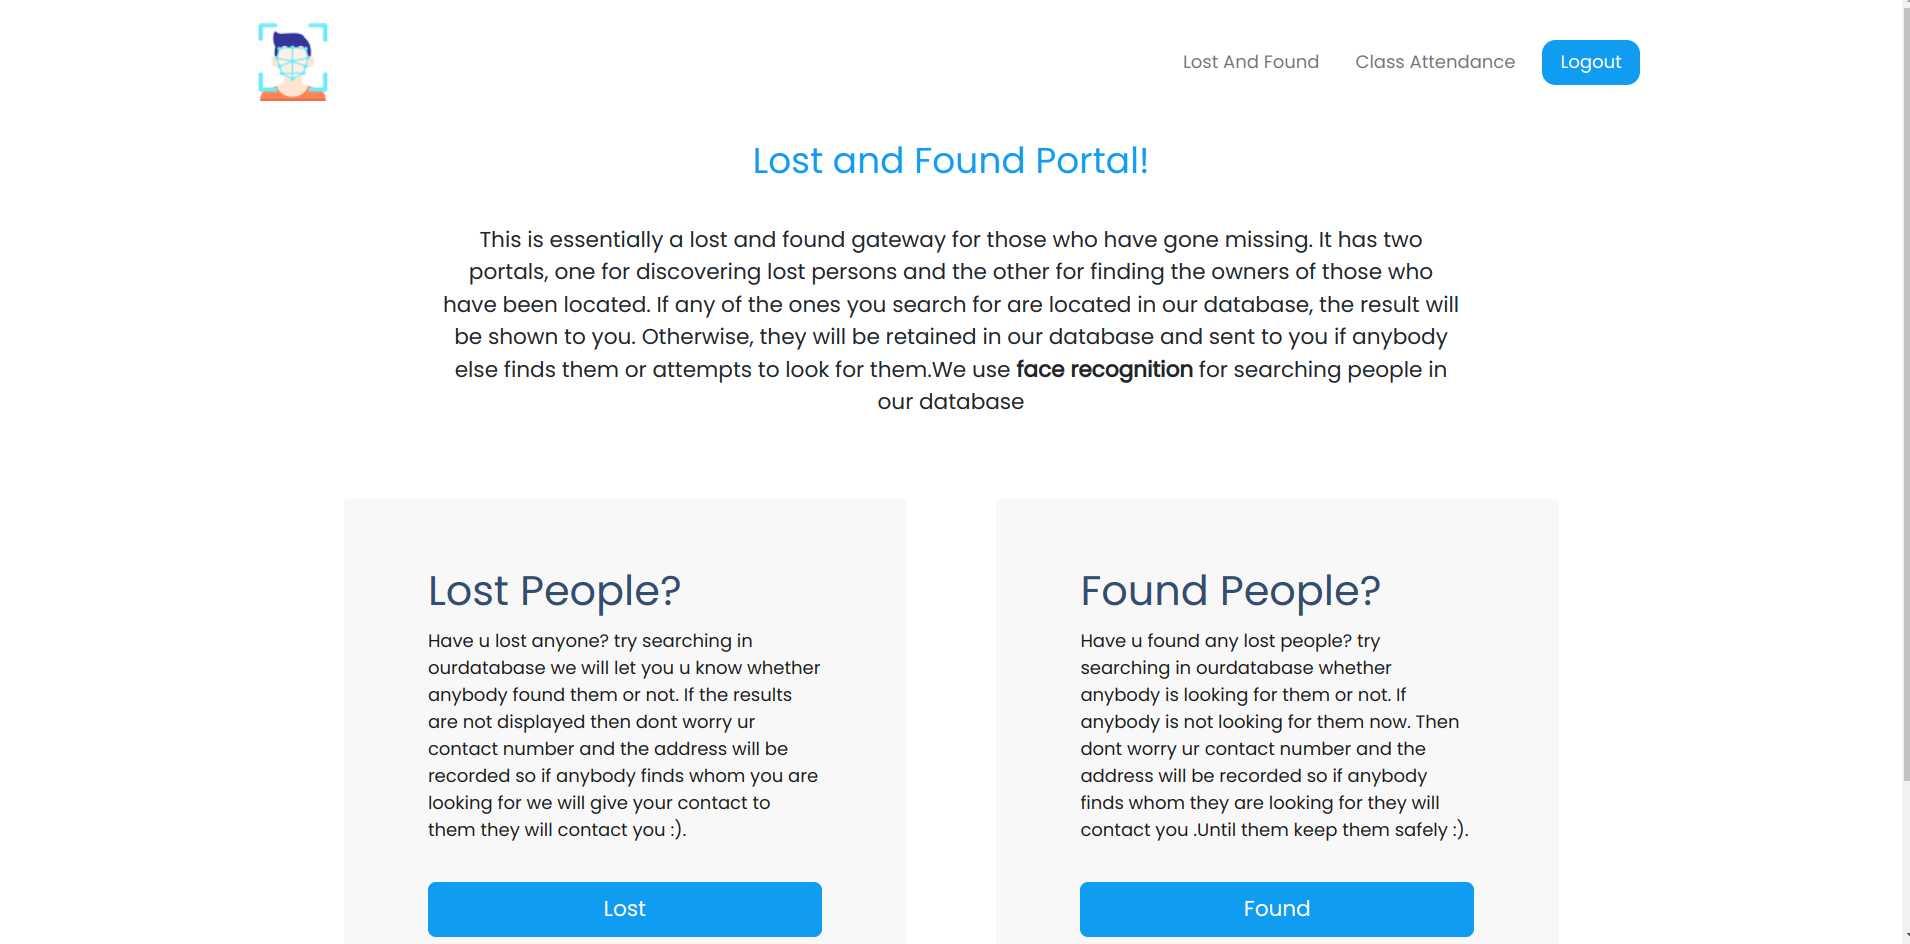 Lost And Found
Class Attendance
Logout
Lost and Found Portal!
This is essentially a lost and found gateway for those who have gone missing. It has two
portals, one for discovering lost persons and the other for finding the owners of those who
have been located. If any of the ones you search for are located in our database, the result will
be shown to you. Otherwise, they will be retained in our database and sent to you if anybody
else finds them or attempts to look for them.We use face recognition for searching people in
our database
Lost People?
Have u lost anyone? try searching in
ourdatabase we will let you u know whether
anybody found them or not. If the results
are not displayed then dont worry ur
contact number and the address will be
recorded so if anybody finds whom you are
looking for we will give your contact to
them they will contact you :).
Lost
Found People?
Have u found any lost people? try
searching in ourdatabase whether
anybody is looking for them or not. If
anybody is not looking for them now. Then
dont worry ur contact number and the
address will be recorded so if anybody
finds whom they are looking for they will
contact you .Until them keep them safely :).
Found